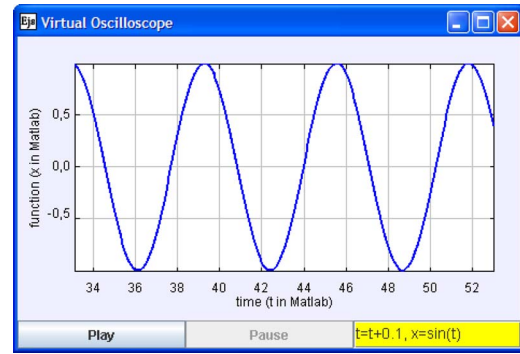 Ejs Virtual Oscilloscope
function (x in Matlab)
0,5
0,0
-0,5
34 36 38 40 42 44 46 48 50 52
time (t in Matlab)
Play Pause t=t+0.1, x=sin(t)